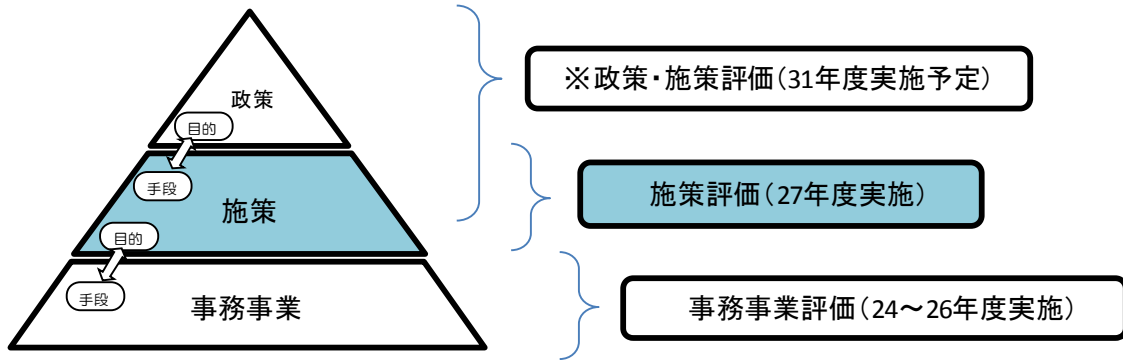 政策
目的
手段
施策
目的
手段
事務事業
※政策・施策評価(31年度実施予定)
施策評価(27年度実施)
事務事業評価(24～26年度実施)